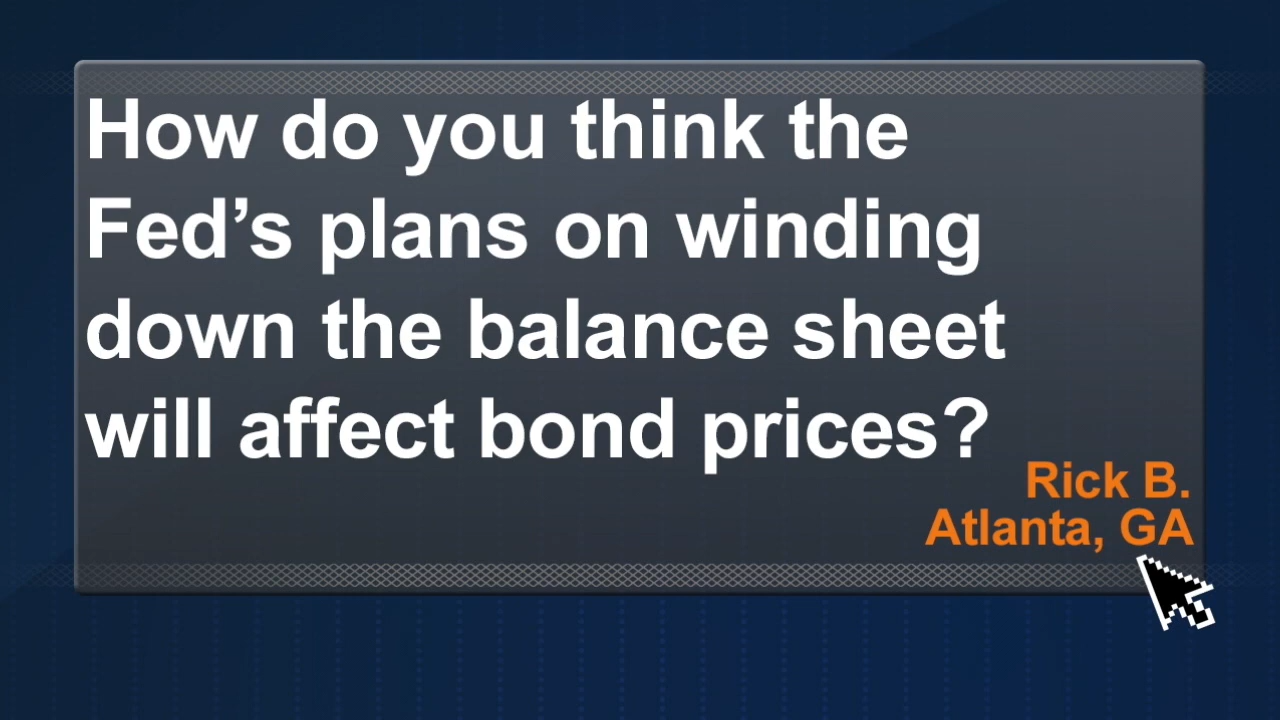 How do you think the
Fed’s plans on winding
down the balance sheet
will affect bond prices?
Rick B.
Atlanta, GA